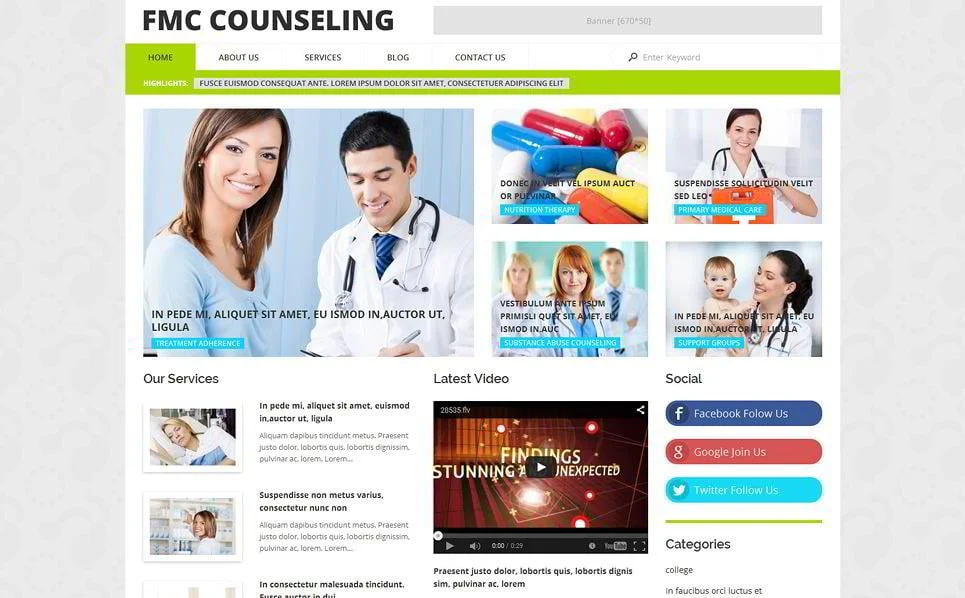 FMC COUNSELING
Banner [670*50]
HOME
ABOUT US
SERVICES
BLOG
CONTACT US
Enter Keyword
HIGHLIGHTS:
FUSCE EUISMOD CONSEQUAT ANTE. LOREM IPSUM DOLOR SIT AMET, CONSECTETUER ADIPISCING ELIT
IN PEDE MI, ALIQUET SIT AMET, EU ISMOD IN,AUCTOR UT,
LIGULA
TREATMENT ADHERENCE
DONEC IN VELIT VEL IPSUM AUCT
OR PULVINAR
NUTRITION THERAPY
SUSPENDISSE SOLLICITUDIN VELIT
SED LEO
PRIMARY MEDICAL CARE
VESTIBULUM ANTE IPSUM
PRIMISLI QUET SIT AMET, EU
ISMOD IN,AUC
SUBSTANCE ABUSE COUNSELING
IN PEDE MI, ALIQUET SIT AMET, EU
ISMOD IN,AUCTOR UT, LIGULA
SUPPORT GROUPS
Our Services
In pede mi, aliquet sit amet, euismod
in,auctor ut, ligula
Aliquam dapibus tincidunt metus. Praesent
justo dolor, lobortis quis, lobortis dignissim,
pulvinar ac, lorem. Lorem...
Suspendisse non metus varius,
consectetur nunc non
Aliquam dapibus tincidunt metus. Praesent
justo dolor, lobortis quis, lobortis dignissim,
pulvinar ac, lorem. Lorem...
In consectetur malesuada tincidunt.
Fusce auctor in dui
Latest Video
28535.flv
FINDINGS
STUNNING AND UNEXPECTED
0:00 / 0:29
YouTube
Praesent justo dolor, lobortis quis, lobortis dignis
sim, pulvinar ac, lorem
Social
Facebook Folow Us
Google Join Us
Twitter Follow Us
Categories
college
In faucibus orci luctus et